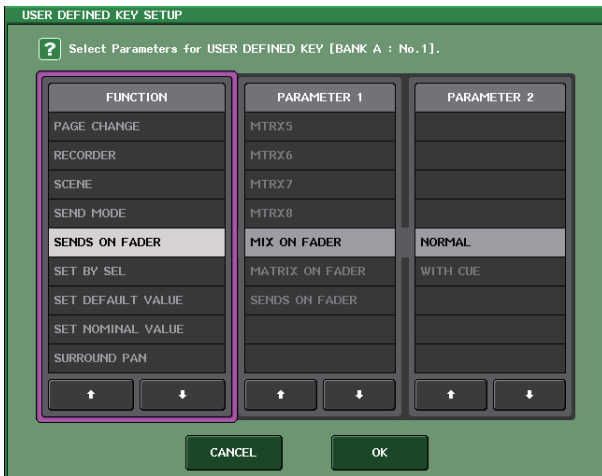 USER DEFINED KEY SETUP
? Select Parameters for USER DEFINED KEY [BANK A : No.1].
FUNCTION
PAGE CHANGE
RECORDER
SCENE
SEND MODE
SENDS ON FADER
SET BY SEL
SET DEFAULT VALUE
SET NOMINAL VALUE
SURROUND PAN
PARAMETER 1
MTRX5
MTRX6
MTRX7
MTRX8
MIX ON FADER
MATRIX ON FADER
SENDS ON FADER
PARAMETER 2
NORMAL
WITH CUE
CANCEL
OK